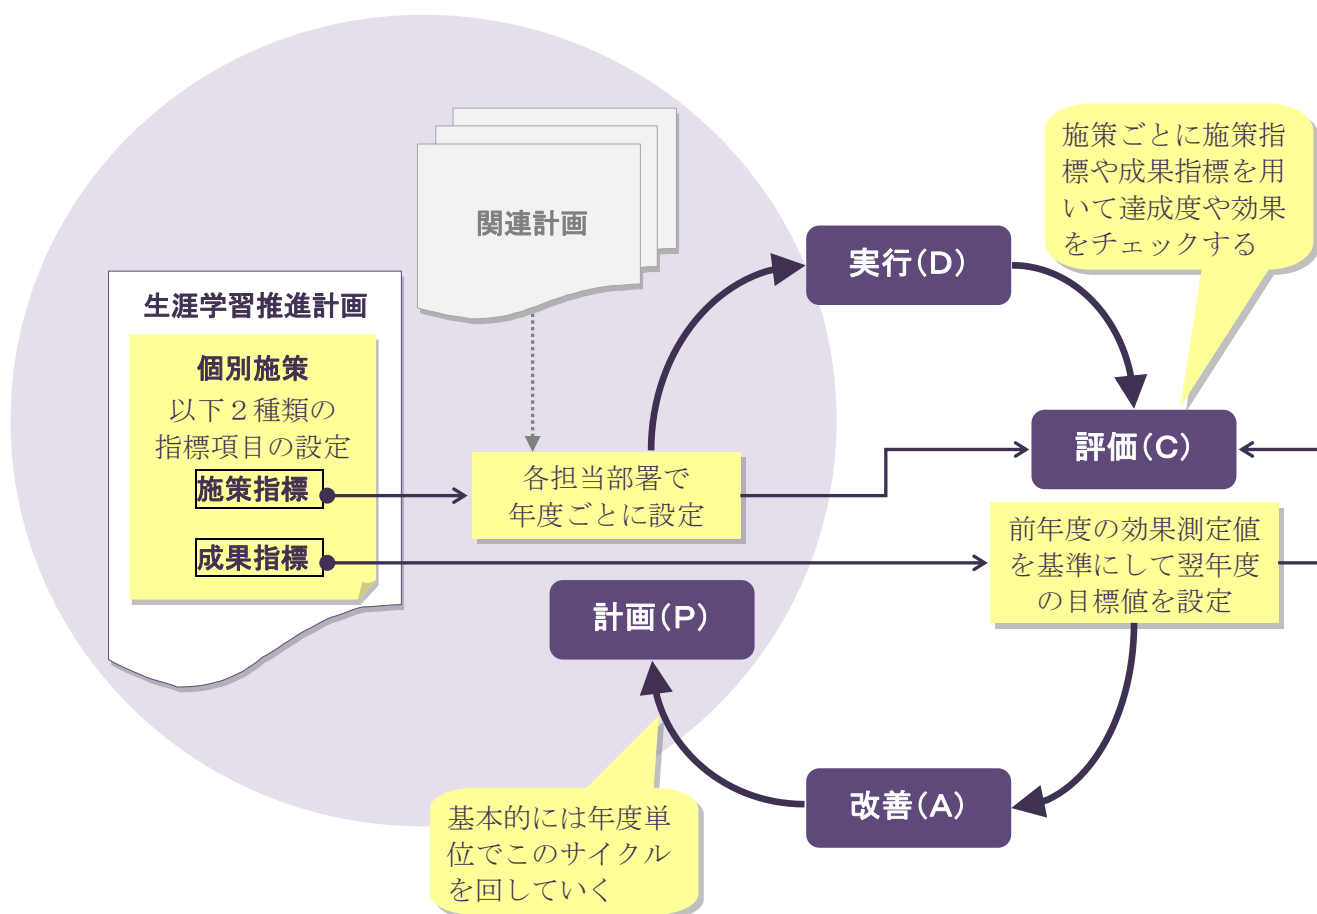 関連計画
生涯学習推進計画
個別施策
以下２種類の
指標項目の設定
施策指標
成果指標
各担当部署で
年度ごとに設定
計画（P）
実行（D）
施策ごとに施策指
標や成果指標を用
いて達成度や効果
をチェックする
評価（C）
前年度の効果測定値
を基準にして翌年度
の目標値を設定
改善（A）
基本的には年度単
位でこのサイクル
を回していく